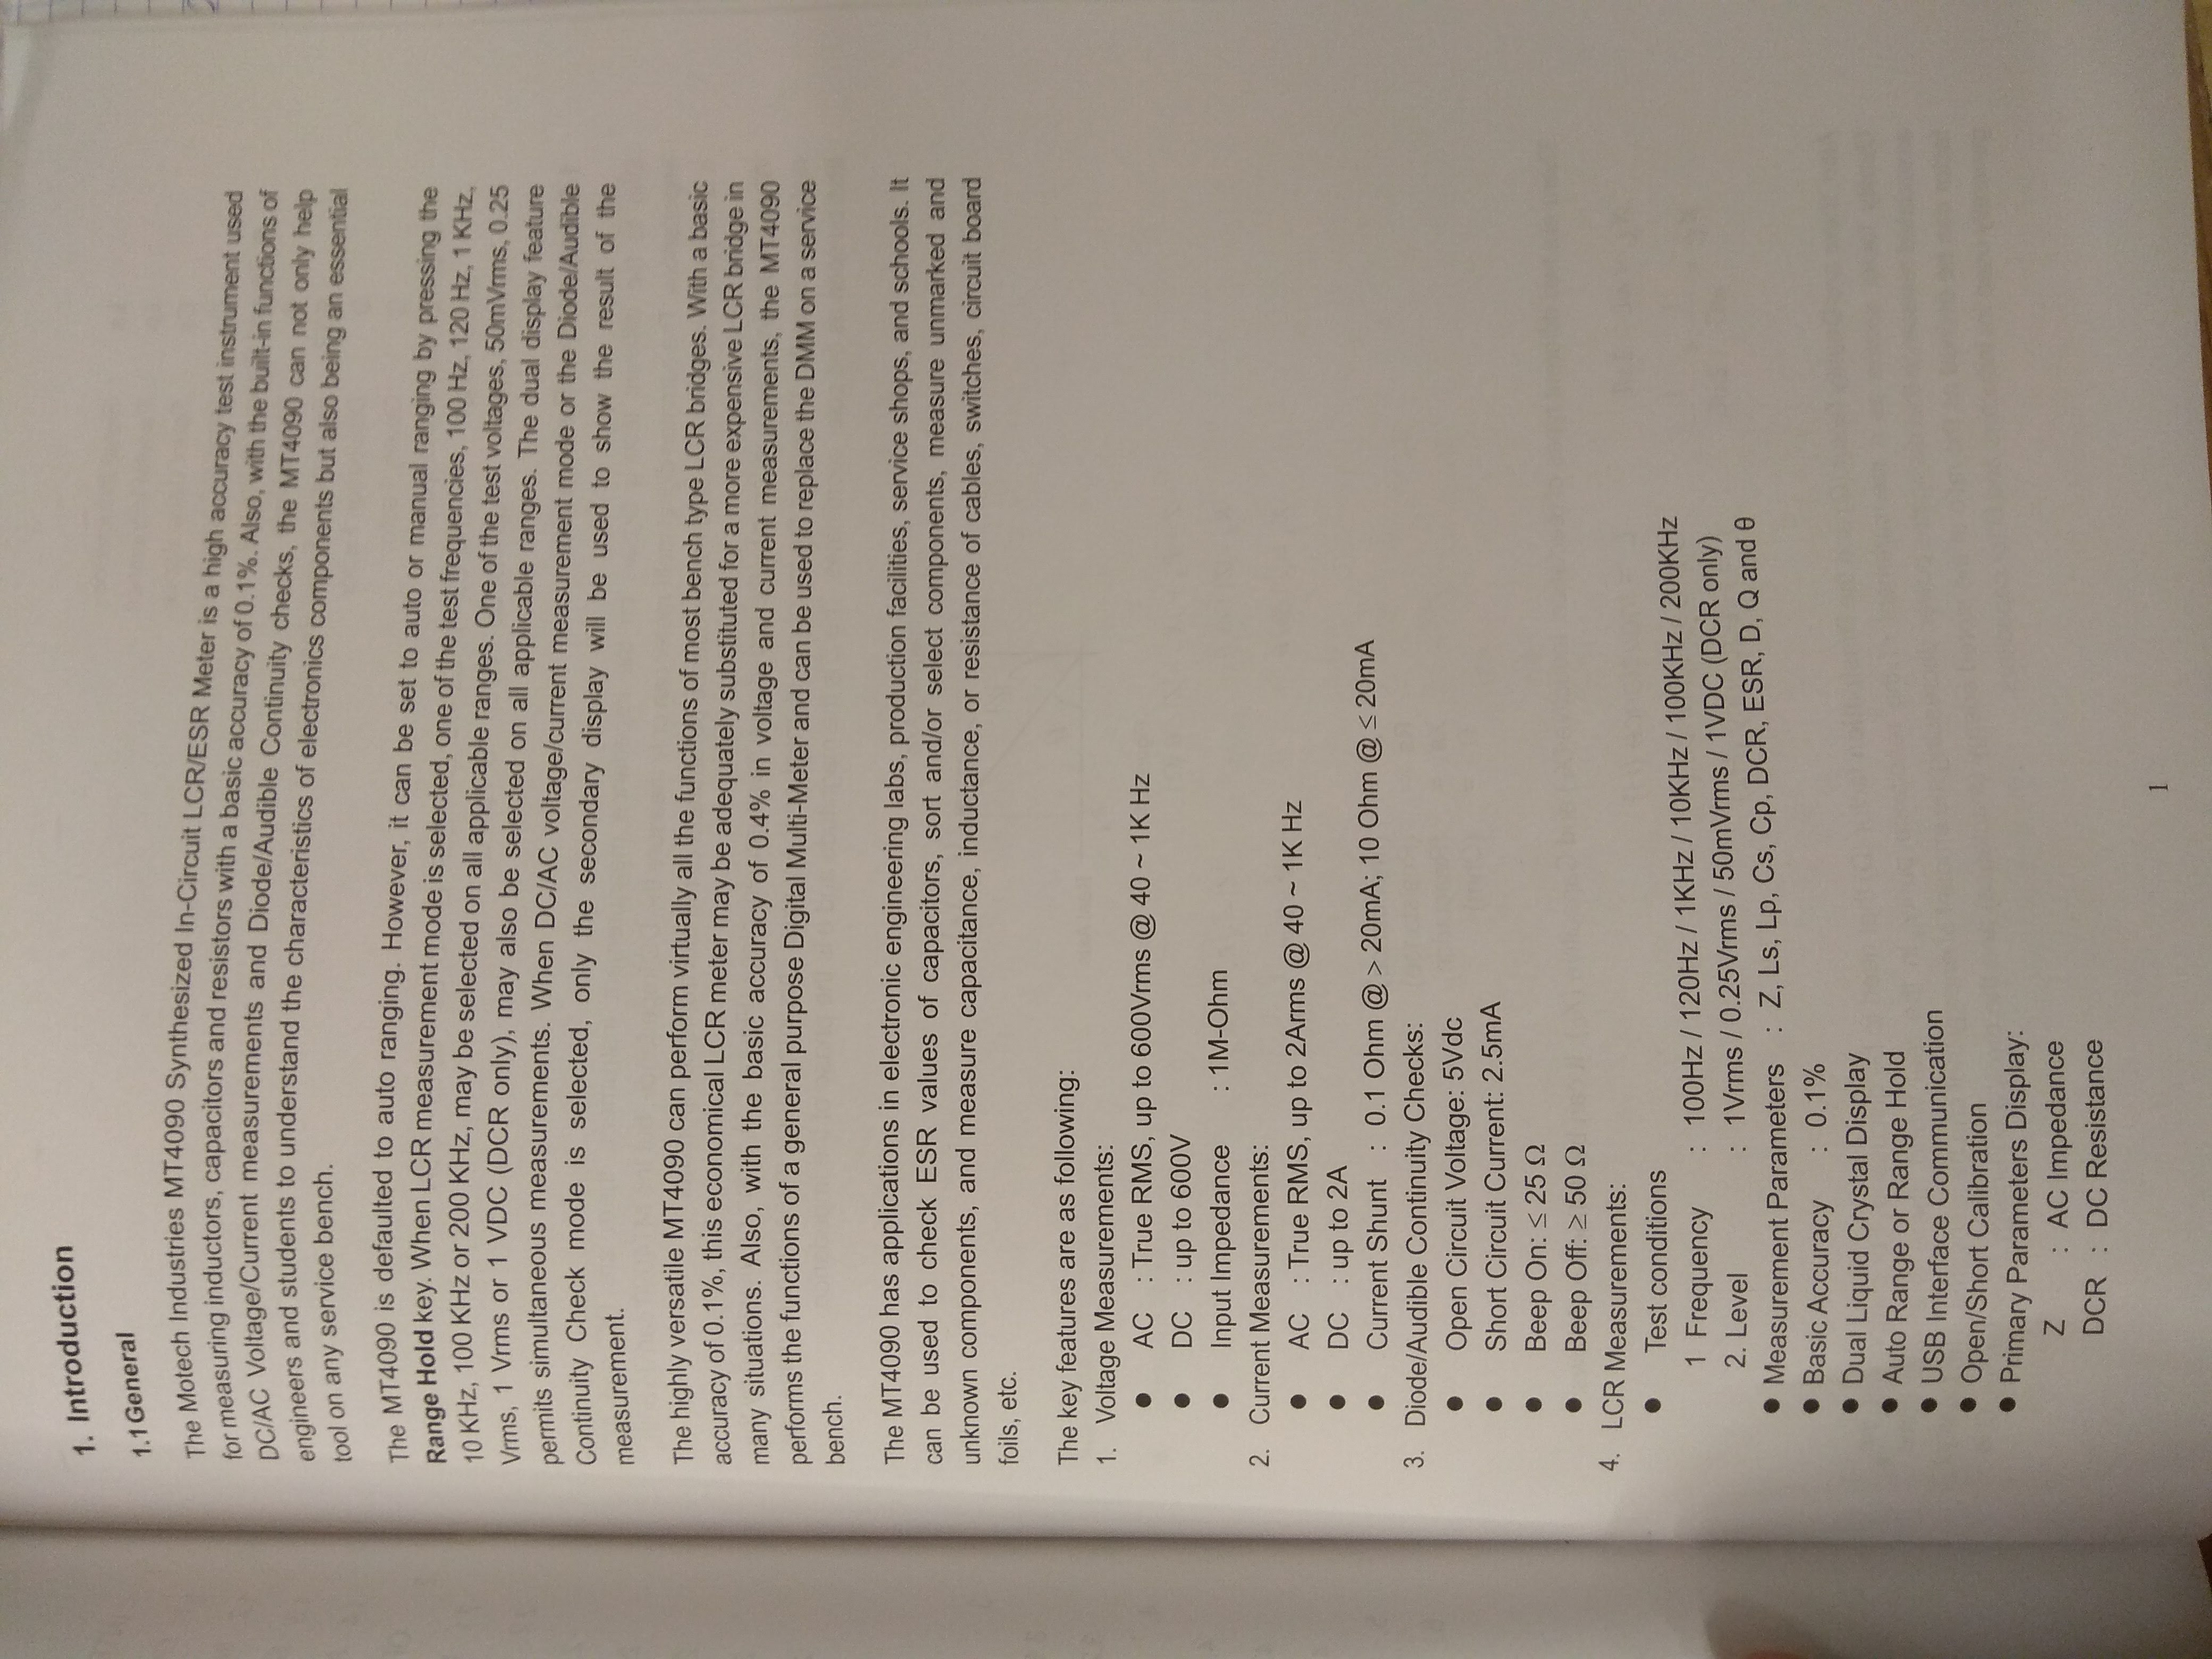 1. Introduction
1.1 General
The Motech Industries MT4090 Synthesized In-Circuit LCR/ESR Meter is a high accuracy test instrument used
for measuring inductors, capacitors and resistors with a basic accuracy of 0.1%. Also, with the built-in functions of
DC/AC Voltage/Current measurements and Diode/Audible Continuity checks, the MT4090 can not only help
engineers and students to understand the characteristics of electronics components but also being an essential
tool on any service bench.
The MT4090 is defaulted to auto ranging. However, it can be set to auto or manual ranging by pressing the
Range Hold key. When LCR measurement mode is selected, one of the test frequencies, 100 Hz, 120 Hz, 1 KHz,
10 KHz, 100 KHz or 200 KHz, may be selected on all applicable ranges. One of the test voltages, 50mVrms, 0.25
Vrms, 1 Vrms or 1 VDC (DCR only), may also be selected on all applicable ranges. The dual display feature
permits simultaneous measurements. When DC/AC voltage/current measurement mode or the Diode/Audible
Continuity Check mode is selected, only the secondary display will be used to show the result of the
measurement.
The highly versatile MT4090 can perform virtually all the functions of most bench type LCR bridges. With a basic
accuracy of 0.1%, this economical LCR meter may be adequately substituted for a more expensive LCR bridge in
many situations. Also, with the basic accuracy of 0.4% in voltage and current measurements, the MT4090
performs the functions of a general purpose Digital Multi-Meter and can be used to replace the DMM on a service
bench.
The MT4090 has applications in electronic engineering labs, production facilities, service shops, and schools. It
can be used to check ESR values of capacitors, sort and/or select components, measure unmarked and
unknown components, and measure capacitance, inductance, or resistance of cables, switches, circuit board
foils, etc.
The key features are as following:
1. Voltage Measurements:
● AC : True RMS, up to 600Vrms @ 40 ~ 1K Hz
● DC : up to 600V
● Input Impedance : 1M-Ohm
2. Current Measurements:
● AC : True RMS, up to 2Arms @ 40 ~ 1K Hz
● DC : up to 2A
● Current Shunt : 0.1 Ohm @ > 20mA; 10 Ohm @ ≤ 20mA
3. Diode/Audible Continuity Checks:
● Open Circuit Voltage: 5Vdc
● Short Circuit Current: 2.5mA
● Beep On: ≤ 25 Ω
● Beep Off: ≥ 50 Ω
4. LCR Measurements:
● Test conditions
1 Frequency : 100Hz / 120Hz / 1KHz / 10KHz / 100KHz / 200KHz
2. Level : 1Vrms / 0.25Vrms / 50mVrms / 1VDC (DCR only)
● Measurement Parameters : Z, Ls, Lp, Cs, Cp, DCR, ESR, D, Q and θ
● Basic Accuracy : 0.1%
● Dual Liquid Crystal Display
● Auto Range or Range Hold
● USB Interface Communication
● Open/Short Calibration
● Primary Parameters Display:
Z : AC Impedance
DCR : DC Resistance
1